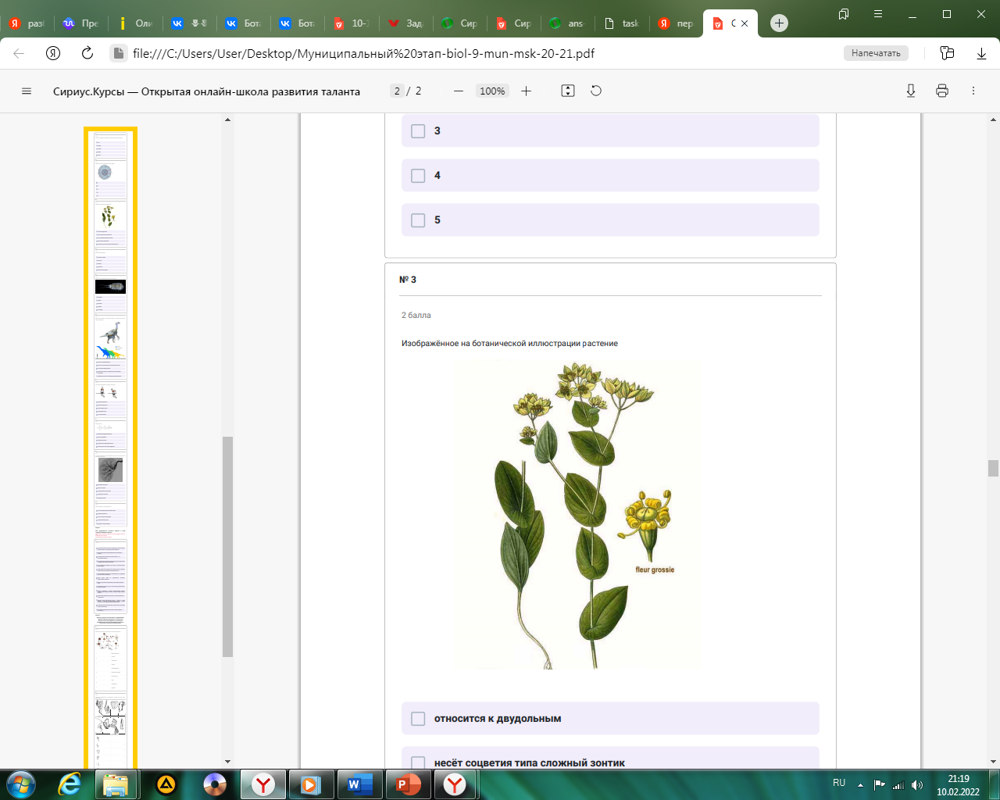 раз
Пре
Оли
Бот
Бот
10-
Зад
Сир
Сир
ans-
task
пер
С
file:///C:/Users/User/Desktop/Муниципальный%20этап-biol-9-mun-msk-20-21.pdf
Напечатать
Сириус.Курсы — Открытая онлайн-школа развития таланта
2 / 2
100%
3
4
5
№ 3
2 балла
Изображённое на ботанической иллюстрации растение
fleur grossie
относится к двудольным
несёт соцветия типа сложный зонтик
RU
21:19
10.02.2022